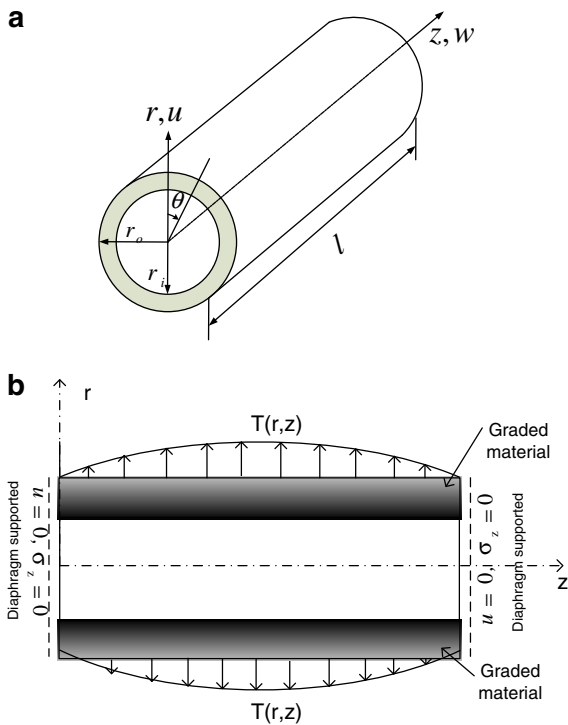 a
z, w
r, u
θ
r_o
r_i
l
b
r
T(r,z)
Graded
material
Diaphragm supported
u = 0, σ_z = 0
u = 0, σ_z = 0
Diaphragm supported
z
Graded
material
T(r,z)